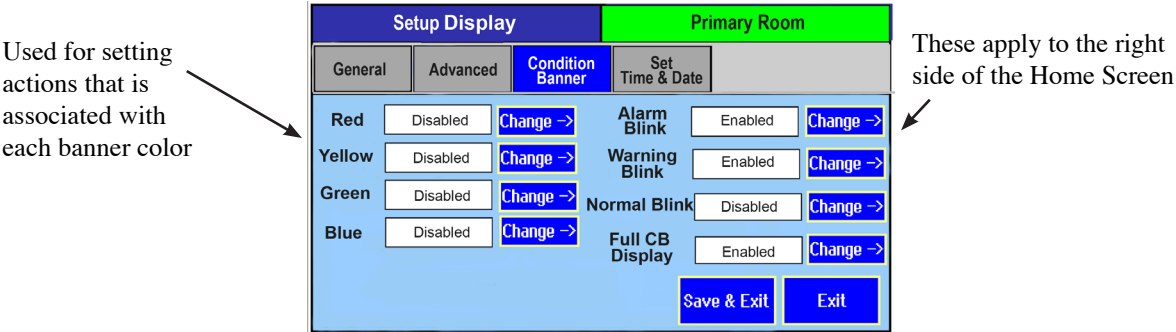 Used for setting
actions that is
associated with
each banner color
Setup Display
Primary Room
General
Advanced
Condition
Banner
Set
Time & Date
Red
Disabled
Change ->
Yellow
Disabled
Change ->
Green
Disabled
Change ->
Blue
Disabled
Change ->
Alarm
Blink
Enabled
Change ->
Warning
Blink
Enabled
Change ->
Normal Blink
Disabled
Change ->
Full CB
Display
Enabled
Change ->
Save & Exit
Exit
These apply to the right
side of the Home Screen